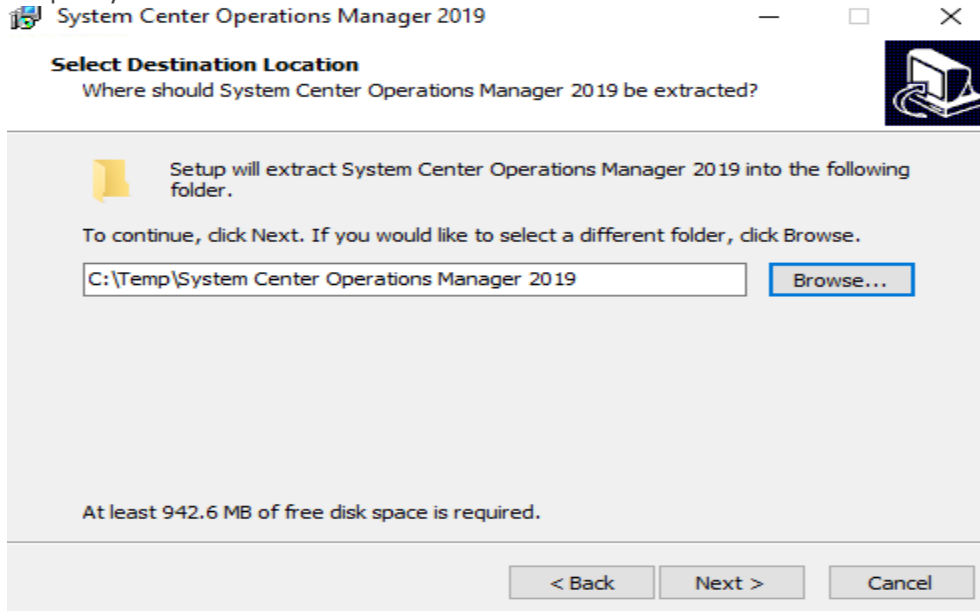 System Center Operations Manager 2019
Select Destination Location
Where should System Center Operations Manager 2019 be extracted?
Setup will extract System Center Operations Manager 2019 into the following
folder.
To continue, click Next. If you would like to select a different folder, click Browse.
C:\Temp\System Center Operations Manager 2019
Browse...
At least 942.6 MB of free disk space is required.
< Back
Next >
Cancel